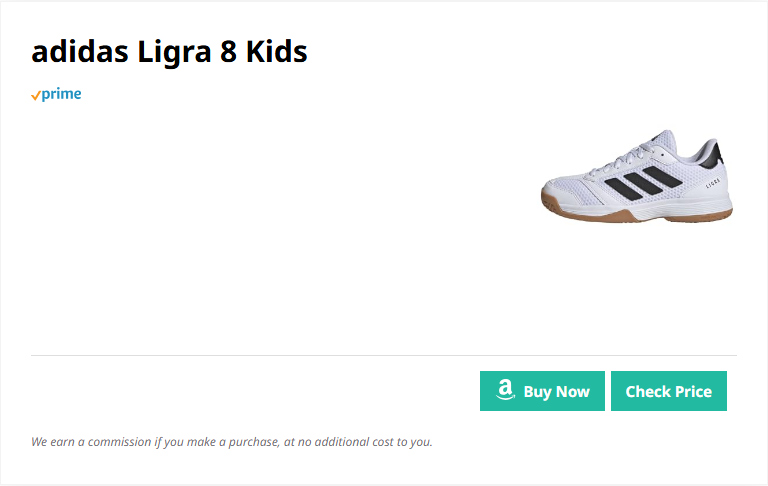 adidas Ligra 8 Kids
prime
LIGRA
Buy Now
Check Price
We earn a commission if you make a purchase, at no additional cost to you.